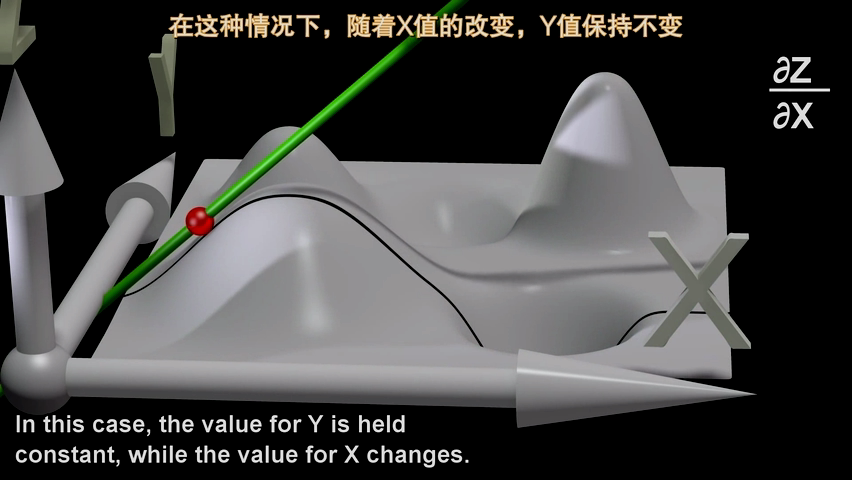 在这种情况下，随着X值的改变，Y值保持不变
Z
Y
∂Z
∂X
X
In this case, the value for Y is held
constant, while the value for X changes.